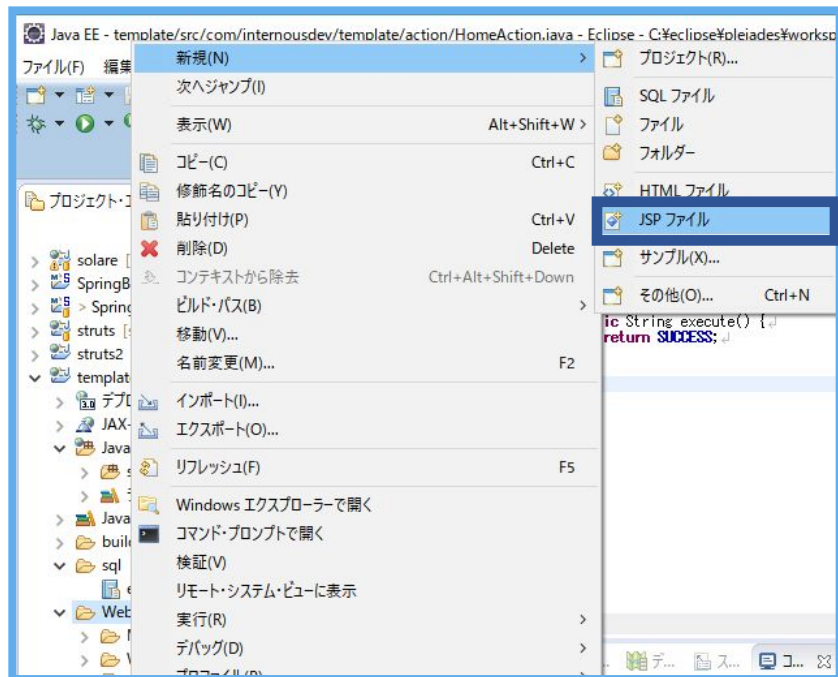 Java EE - template/src/com/internousdev/template/action/HomeAction.java - Eclipse - C:¥eclipse¥pleiades¥worksp
ファイル(F) 編集
新規(N)
次へジャンプ(I)
表示(W) Alt+Shift+W
コピー(C) Ctrl+C
修飾名のコピー(Y)
貼り付け(P) Ctrl+V
削除(D) Delete
コンテキストから除去 Ctrl+Alt+Shift+Down
ビルド・パス(B)
移動(V)...
名前変更(M)... F2
インポート(I)...
エクスポート(O)...
リフレッシュ(F) F5
Windows エクスプローラーで開く
コマンド・プロンプトで開く
検証(V)
リモート・システム・ビューに表示
実行(R)
デバッグ(D)
プロファイル(P)
プロジェクト(R)...
SQL ファイル
ファイル
フォルダー
HTML ファイル
JSP ファイル
サンプル(X)...
その他(O)... Ctrl+N
ic String execute() {
return SUCCESS;
プロジェクト・エ
solare [
SpringB
> Spring
struts [s
struts2
templat
デプロ
JAX-
Java
s
Java
build
sql
e
Web
デ... ス... コ...